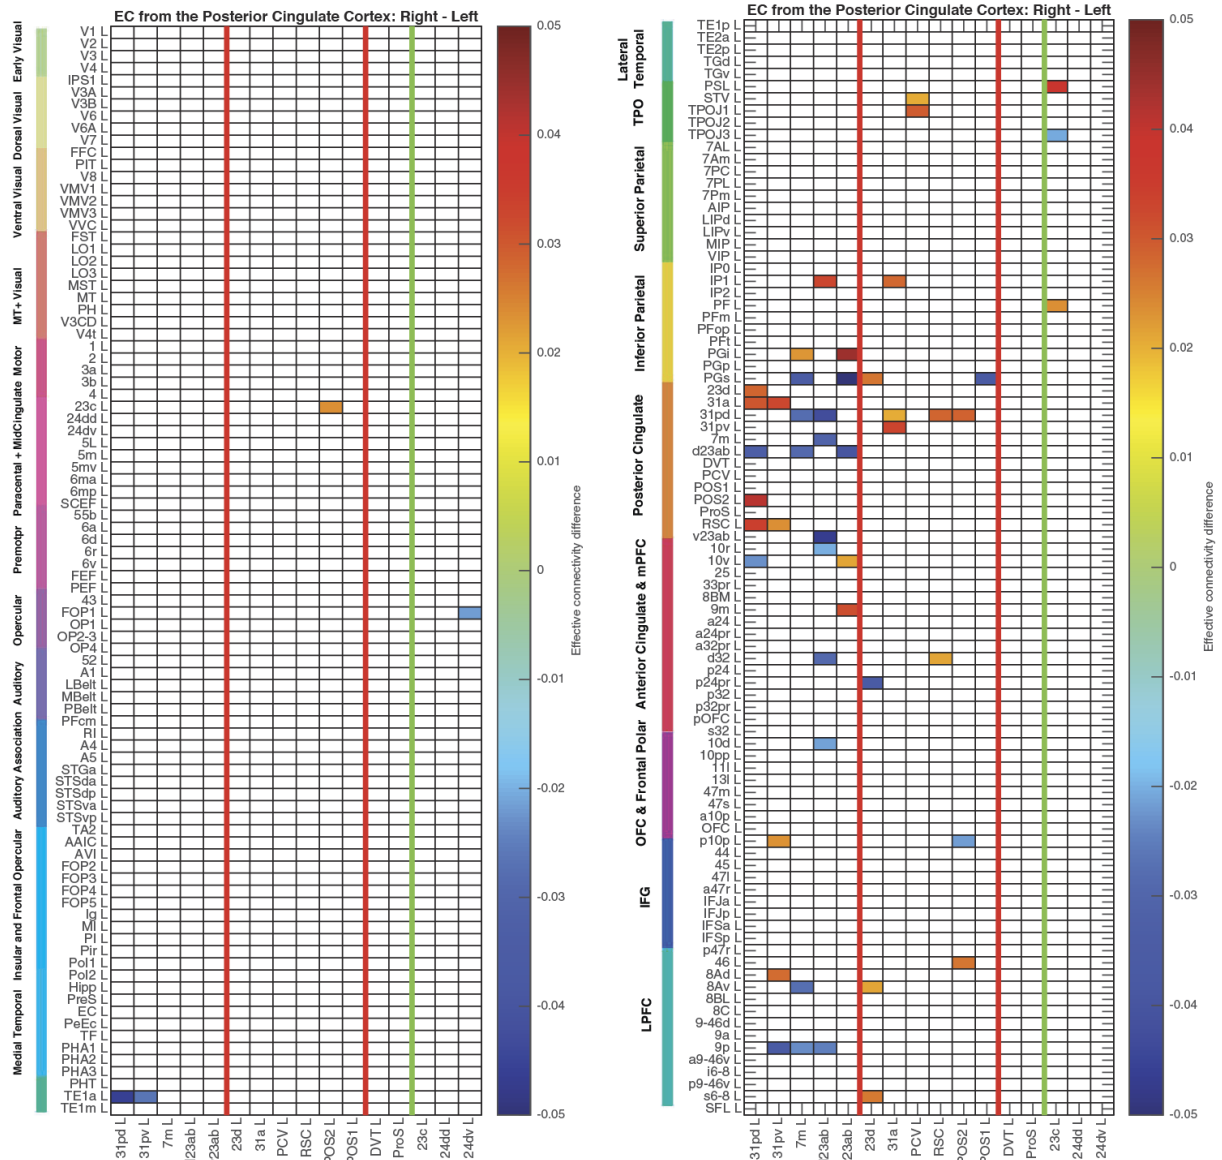 EC from the Posterior Cingulate Cortex: Right - Left
Early Visual
Dorsal Visual
Ventral Visual
MT+ Visual
Motor
Paracental + MidCingulate
Premotpr
Opercular
Auditory
Auditory Association
Insular and Frontal Opercular
Medial Temporal
V1 L
V2 L
V3 L
V4 L
IPS1 L
V3A L
V3B L
V6 L
V6A L
V7 L
FFC L
PIT L
V8 L
VMV1 L
VMV2 L
VMV3 L
VVC L
FST L
LO1 L
LO2 L
LO3 L
MST L
MT L
PH L
V3CD L
V4t L
1 L
2 L
3a L
3b L
4 L
23c L
24dd L
24dv L
5L L
5m L
5mv L
6ma L
6mp L
SCEF L
55b L
6a L
6d L
6r L
6v L
FEF L
PEF L
43 L
FOP1 L
OP1 L
OP2-3 L
OP4 L
52 L
A1 L
LBelt L
MBelt L
PBelt L
PFcm L
RI L
A4 L
A5 L
STGa L
STSda L
STSdp L
STSva L
STSvp L
TA2 L
AAIC L
AVI L
FOP2 L
FOP3 L
FOP4 L
FOP5 L
Ig L
MI L
PI L
Pir L
PoI1 L
PoI2 L
Hipp L
PreS L
EC L
PeEc L
TF L
PHA1 L
PHA2 L
PHA3 L
PHT L
TE1a L
TE1m L
31pd L
31pv L
7m L
d23ab L
23ab L
23d L
31a L
PCV L
RSC L
POS2 L
POS1 L
DVT L
ProS L
23c L
24dd L
24dv L
0.05
0.04
0.03
0.02
0.01
0
-0.01
-0.02
-0.03
-0.04
-0.05
Effective connectivity difference
EC from the Posterior Cingulate Cortex: Right - Left
Lateral
Temporal
TPO
Superior Parietal
Inferior Parietal
Posterior Cingulate
Anterior Cingulate & mPFC
OFC & Frontal Polar
IFG
LPFC
TE1p L
TE2a L
TE2p L
TGd L
TGv L
PSL L
STV L
TPOJ1 L
TPOJ2 L
TPOJ3 L
7AL L
7Am L
7PC L
7PL L
7Pm L
AIP L
LIPd L
LIPv L
MIP L
VIP L
IP0 L
IP1 L
IP2 L
PF L
PFm L
PFop L
PFt L
PGi L
PGp L
PGs L
23d L
31a L
31pd L
31pv L
7m L
d23ab L
DVT L
PCV L
POS1 L
POS2 L
ProS L
RSC L
v23ab L
10r L
10v L
25 L
33pr L
8BM L
9m L
a24 L
a24pr L
a32pr L
d32 L
p24 L
p24pr L
p32 L
p32pr L
pOFC L
s32 L
10d L
10pp L
11l L
13l L
47m L
47s L
a10p L
OFC L
p10p L
44 L
45 L
47l L
a47r L
IFJa L
IFJp L
IFSa L
IFSp L
p47r L
46 L
8Ad L
8Av L
8BL L
8C L
9-46d L
9a L
9p L
a9-46v L
i6-8 L
p9-46v L
s6-8 L
SFL L
31pd L
31pv L
7m L
23ab L
23ab L
23d L
31a L
PCV L
RSC L
POS2 L
POS1 L
DVT L
ProS L
23c L
24dd L
24dv L
0.05
0.04
0.03
0.02
0.01
0
-0.01
-0.02
-0.03
-0.04
-0.05
Effective connectivity difference